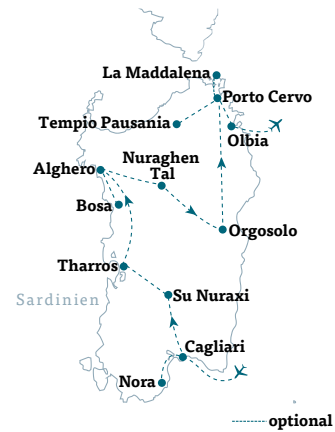 La Maddalena
Porto Cervo
Tempio Pausania
Olbia
Nuraghen
Tal
Alghero
Bosa
Orgosolo
Tharros
Su Nuraxi
Sardinien
Cagliari
Nora
optional